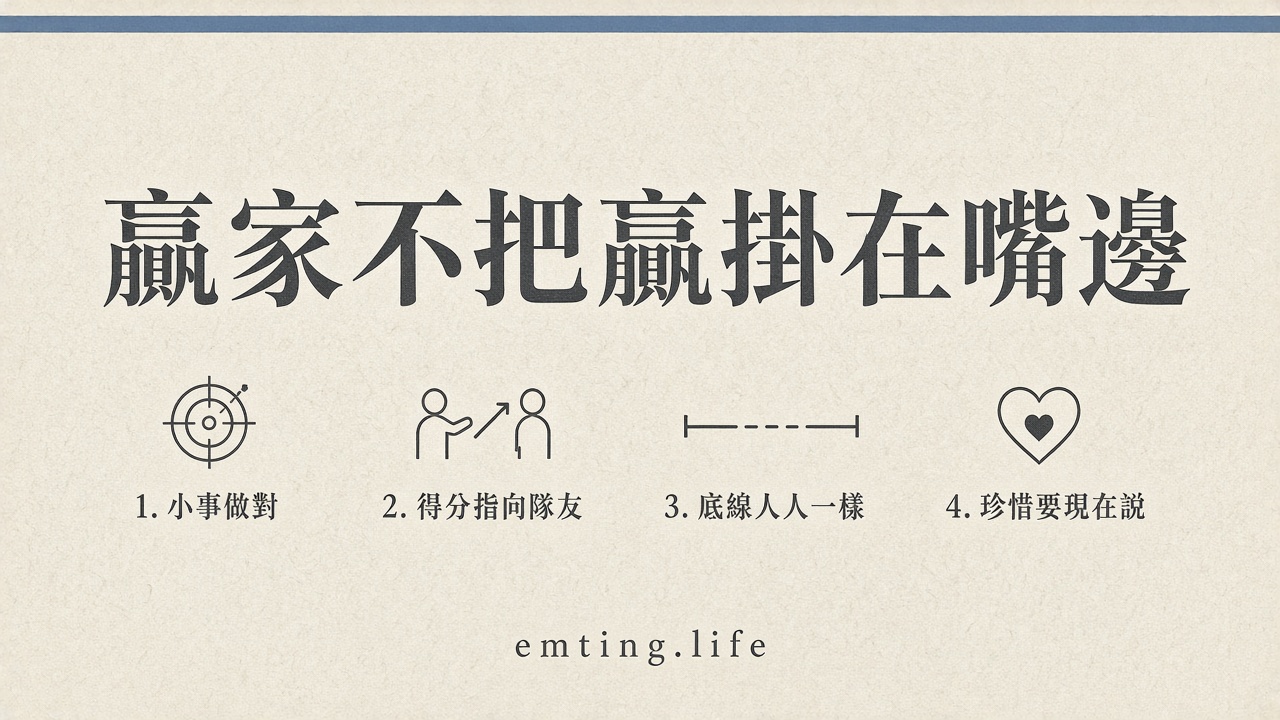 贏家不把贏掛在嘴邊
1. 小事做對
2. 得分指向隊友
3. 底線人人一樣
4. 珍惜要現在説
emting.life